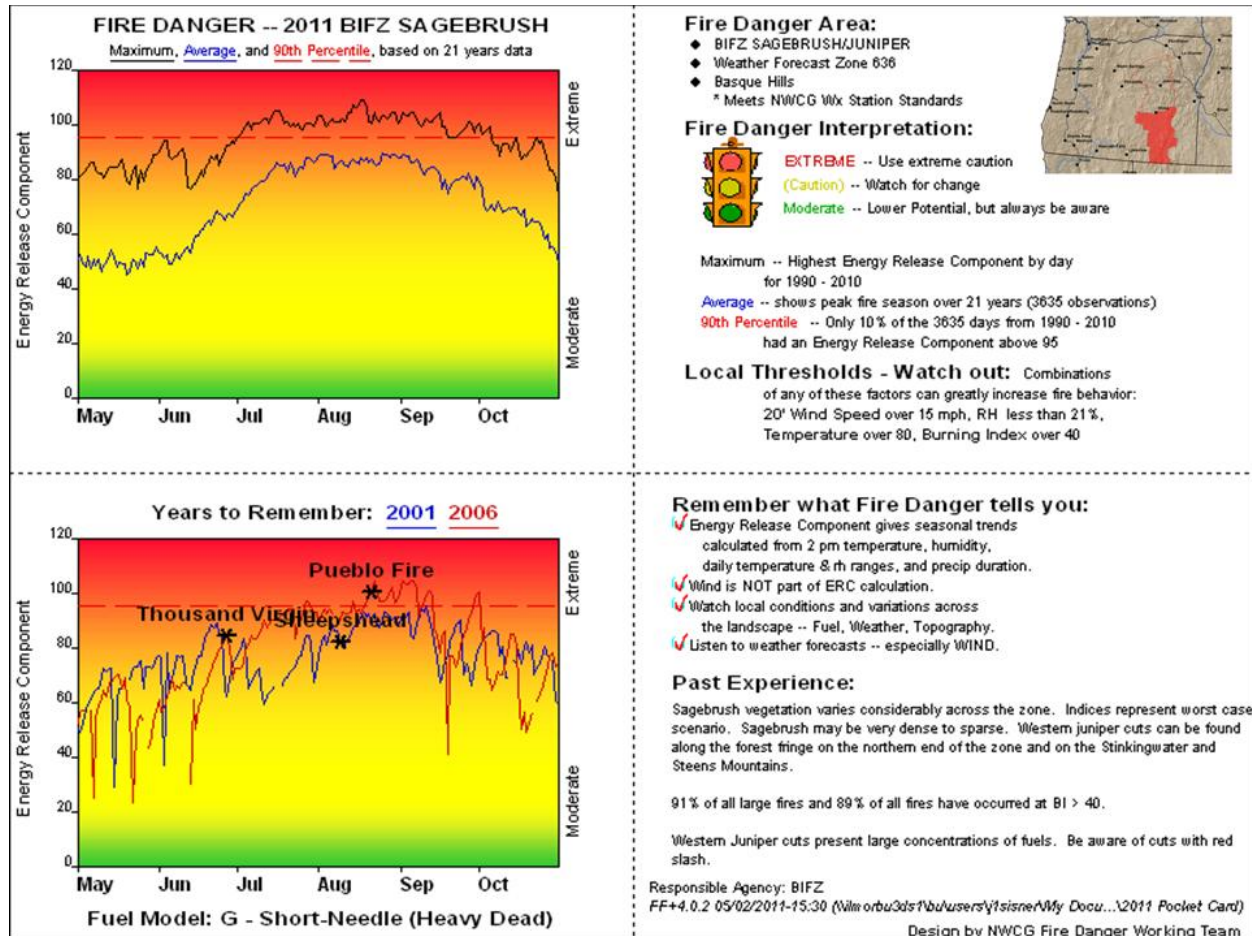 FIRE DANGER -- 2011 BIFZ SAGEBRUSH
Maximum, Average, and 90th Percentile, based on 21 years data
Energy Release Component
120
100
80
60
40
20
0
May Jun Jul Aug Sep Oct
Extreme
Moderate
Fire Danger Area:
BIFZ SAGEBRUSH/JUNIPER
Weather Forecast Zone 636
Basque Hills
* Meets NWCG Wx Station Standards
Fire Danger Interpretation:
EXTREME -- Use extreme caution
(Caution) -- Watch for change
Moderate -- Lower Potential, but always be aware
Maximum -- Highest Energy Release Component by day
for 1990 - 2010
Average -- shows peak fire season over 21 years (3635 observations)
90th Percentile -- Only 10% of the 3635 days from 1990 - 2010
had an Energy Release Component above 95
Local Thresholds - Watch out: Combinations
of any of these factors can greatly increase fire behavior:
20' Wind Speed over 15 mph, RH less than 21%,
Temperature over 80, Burning Index over 40
Years to Remember: 2001 2006
Energy Release Component
120
100
80
60
40
20
0
May Jun Jul Aug Sep Oct
Extreme
Moderate
Pueblo Fire
Thousand Virgin
Sheepshead
Fuel Model: G - Short-Needle (Heavy Dead)
Remember what Fire Danger tells you:
Energy Release Component gives seasonal trends
calculated from 2 pm temperature, humidity,
daily temperature & rh ranges, and precip duration.
Wind is NOT part of ERC calculation.
Watch local conditions and variations across
the landscape -- Fuel, Weather, Topography.
Listen to weather forecasts -- especially WIND.
Past Experience:
Sagebrush vegetation varies considerably across the zone. Indices represent worst case
scenario. Sagebrush may be very dense to sparse. Western juniper cuts can be found
along the forest fringe on the northern end of the zone and on the Stinkingwater and
Steens Mountains.
91% of all large fires and 89% of all fires have occurred at BI > 40.
Western Juniper cuts present large concentrations of fuels. Be aware of cuts with red
slash.
Responsible Agency: BIFZ
FF+4.0.2 05/02/2011-15:30 Docu...\2011 Pocket Card)
Design by NWCG Fire Danger Working Team